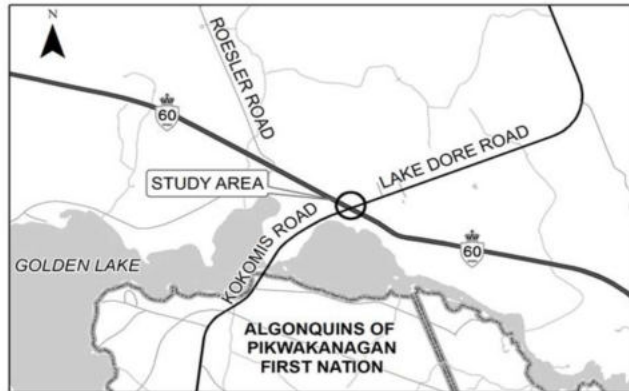 N
ROESLER ROAD
60
LAKE DORE ROAD
STUDY AREA
KOKOMIS ROAD
60
GOLDEN LAKE
ALGONQUINS OF
PIKWAKANAGAN
FIRST NATION